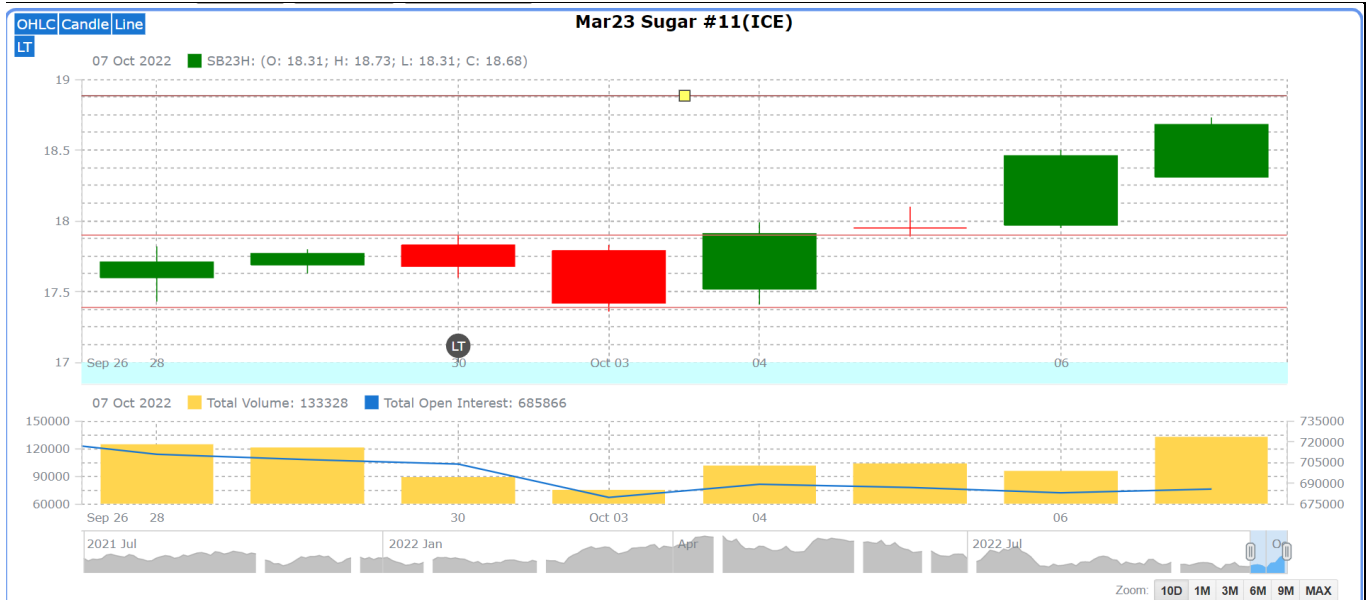 Mar23 Sugar #11(ICE)
OHLC Candle Line
LT
07 Oct 2022 SB23H: (O: 18.31; H: 18.73; L: 18.31; C: 18.68)
19
18.5
18
17.5
LT
17 Sep 26 28 30 Oct 03 04 06
07 Oct 2022 Total Volume: 133328 Total Open Interest: 685866
150000 735000
720000
120000
705000
90000
690000
60000 675000
Sep 26 28 30 Oct 03 04 06
2021 Jul 2022 Jan Apr 2022 Jul
Zoom: 10D 1M 3M 6M 9M MAX